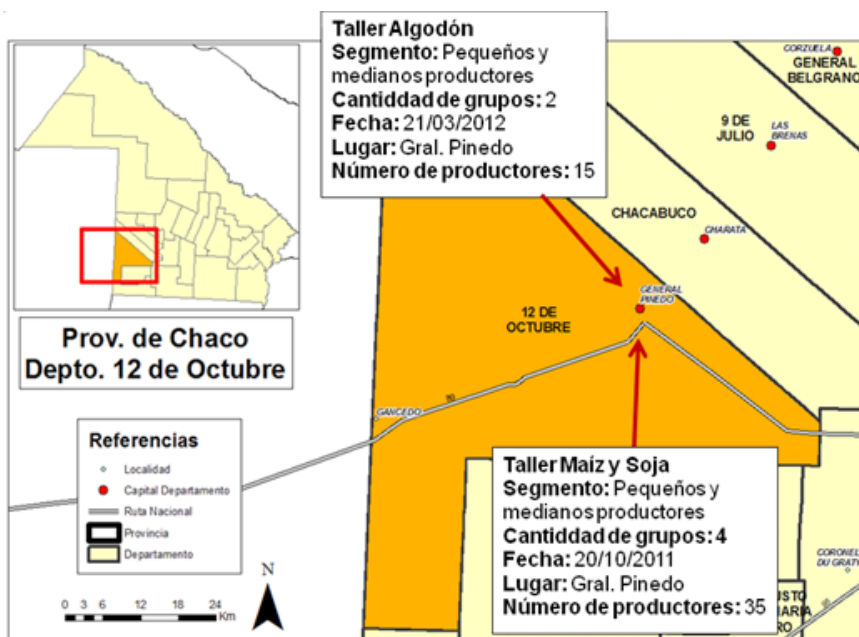 Taller Algodón
Segmento: Pequeños y
medianos productores
Cantiddad de grupos: 2
Fecha: 21/03/2012
Lugar: Gral. Pinedo
Número de productores: 15
CORZUELA
GENERAL
BELGRANO
9 DE
JULIO
LAS
BREÑAS
CHACABUCO
CHARATA
GENERAL
PINEDO
12 DE
OCTUBRE
GANCEDO
Prov. de Chaco
Depto. 12 de Octubre
Referencias
Localidad
Capital Departamento
Ruta Nacional
Provincia
Departamento
N
0 3 6 12 18 24
Km
Taller Maíz y Soja
Segmento: Pequeños y
medianos productores
Cantiddad de grupos: 4
Fecha: 20/10/2011
Lugar: Gral. Pinedo
Número de productores: 35
CORONEL
DU GRATY